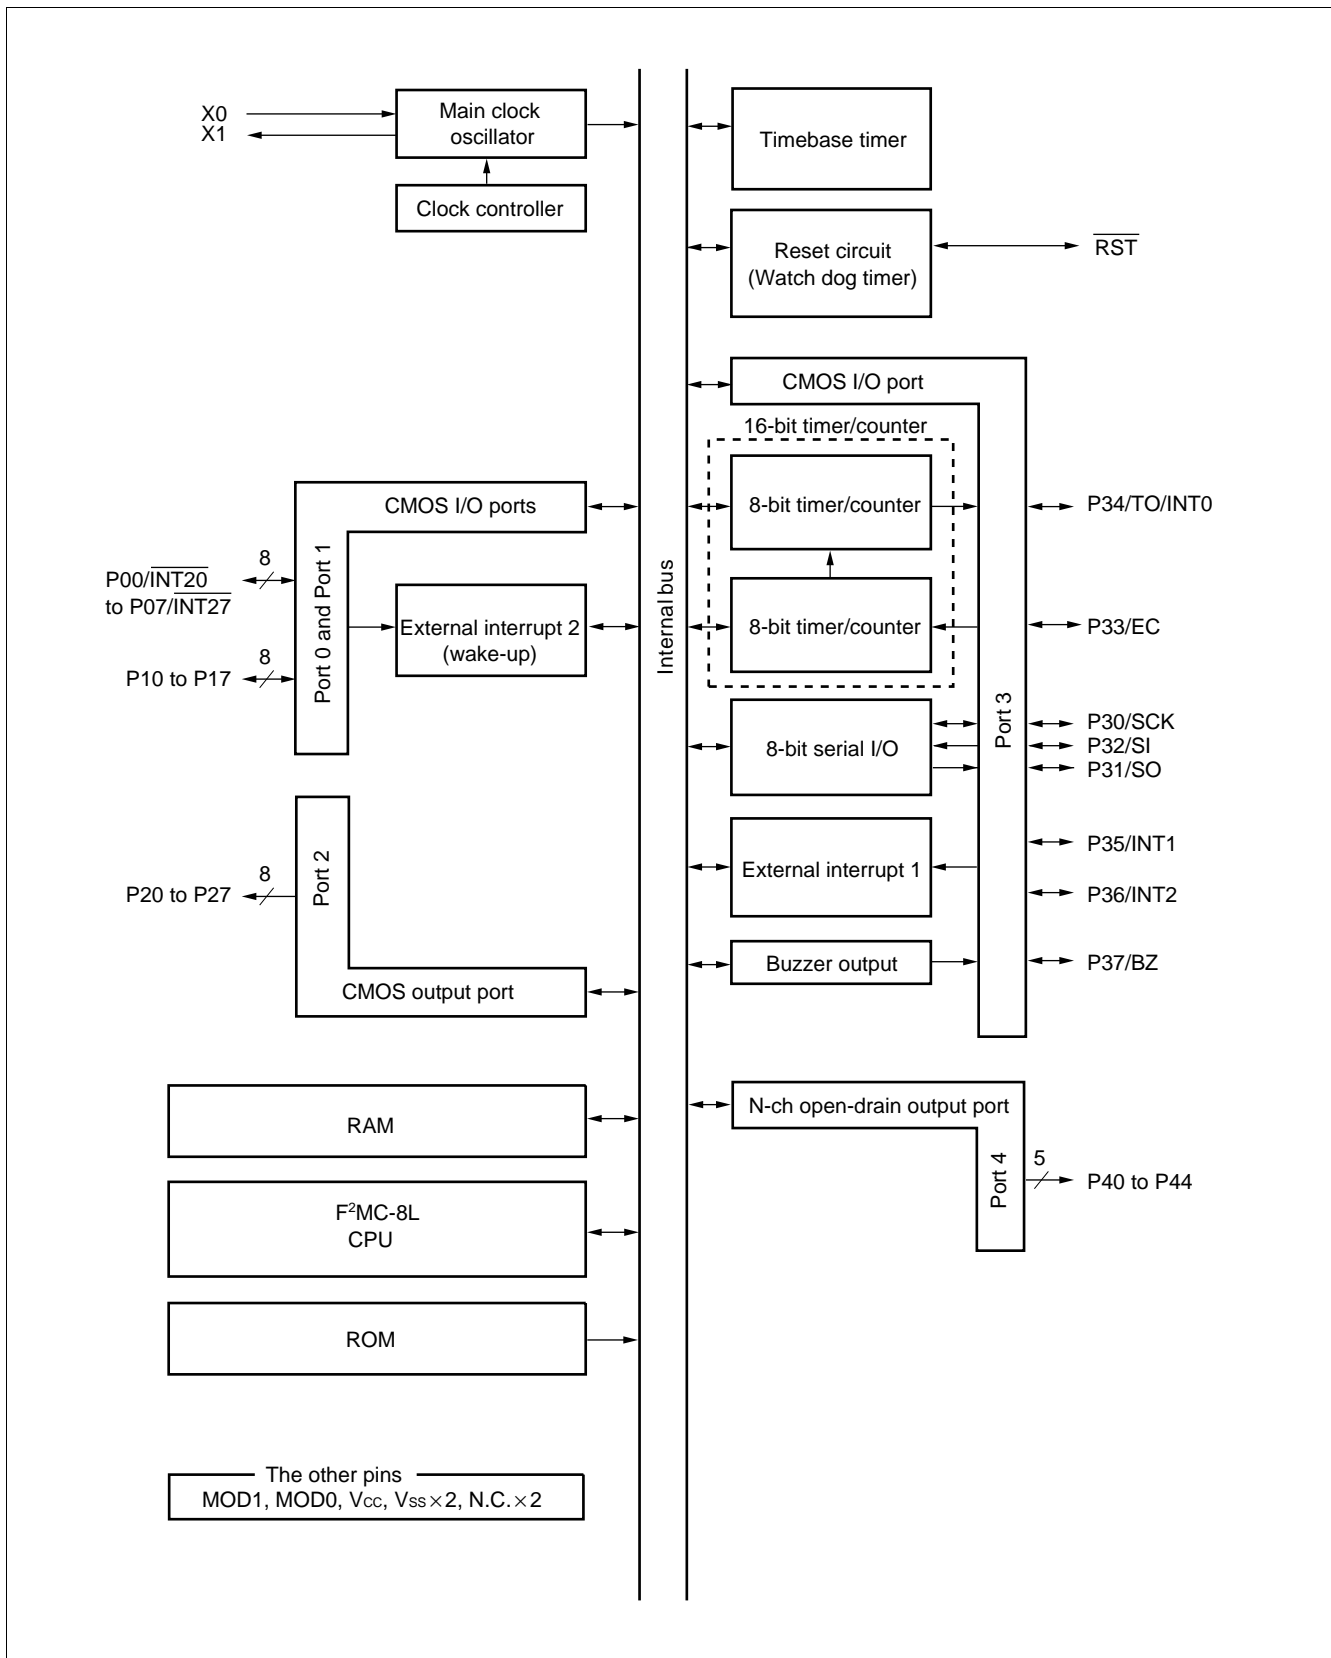 X0
X1
Main clock
oscillator
Clock controller
Timebase timer
Reset circuit
(Watch dog timer)
R̅S̅T̅
CMOS I/O port
16-bit timer/counter
8-bit timer/counter
8-bit timer/counter
P34/TO/INT0
P33/EC
CMOS I/O ports
Port 0 and Port 1
8
P00/I̅N̅T̅2̅0̅
to P07/I̅N̅T̅2̅7̅
External interrupt 2
(wake-up)
8
P10 to P17
Internal bus
8-bit serial I/O
Port 3
P30/SCK
P32/SI
P31/SO
External interrupt 1
P35/INT1
P36/INT2
Buzzer output
P37/BZ
Port 2
8
P20 to P27
CMOS output port
RAM
N-ch open-drain output port
Port 4
5
P40 to P44
F²MC-8L
CPU
ROM
The other pins
MOD1, MOD0, VCC, VSS×2, N.C.×2